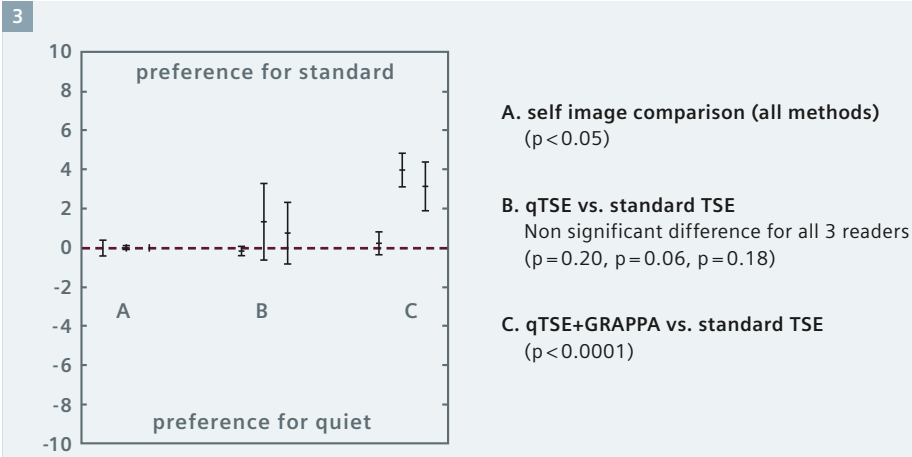 3
10
preference for standard
8
6
4
2
0
-2
-4
-6
-8
-10
A
B
C
preference for quiet
A. self image comparison (all methods)
(p<0.05)
B. qTSE vs. standard TSE
Non significant difference for all 3 readers
(p=0.20, p=0.06, p=0.18)
C. qTSE+GRAPPA vs. standard TSE
(p<0.0001)